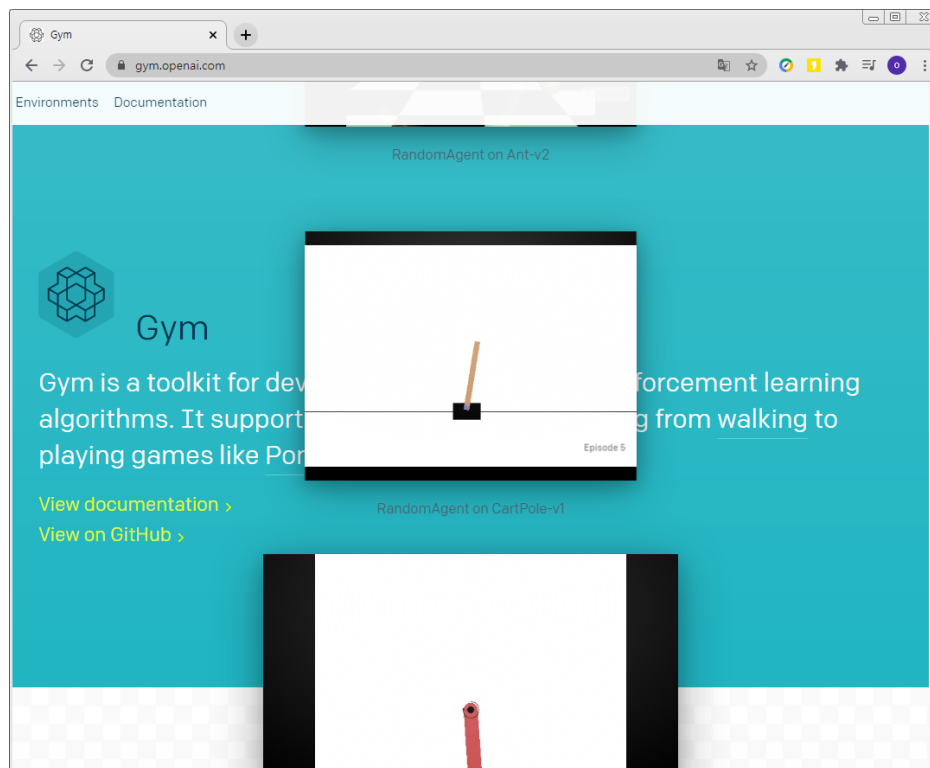 Gym
gym.openai.com
Environments Documentation
RandomAgent on Ant-v2
Gym
Gym is a toolkit for dev forcement learning
algorithms. It support g from walking to
playing games like Pon
Episode 5
View documentation >
RandomAgent on CartPole-v1
View on GitHub >